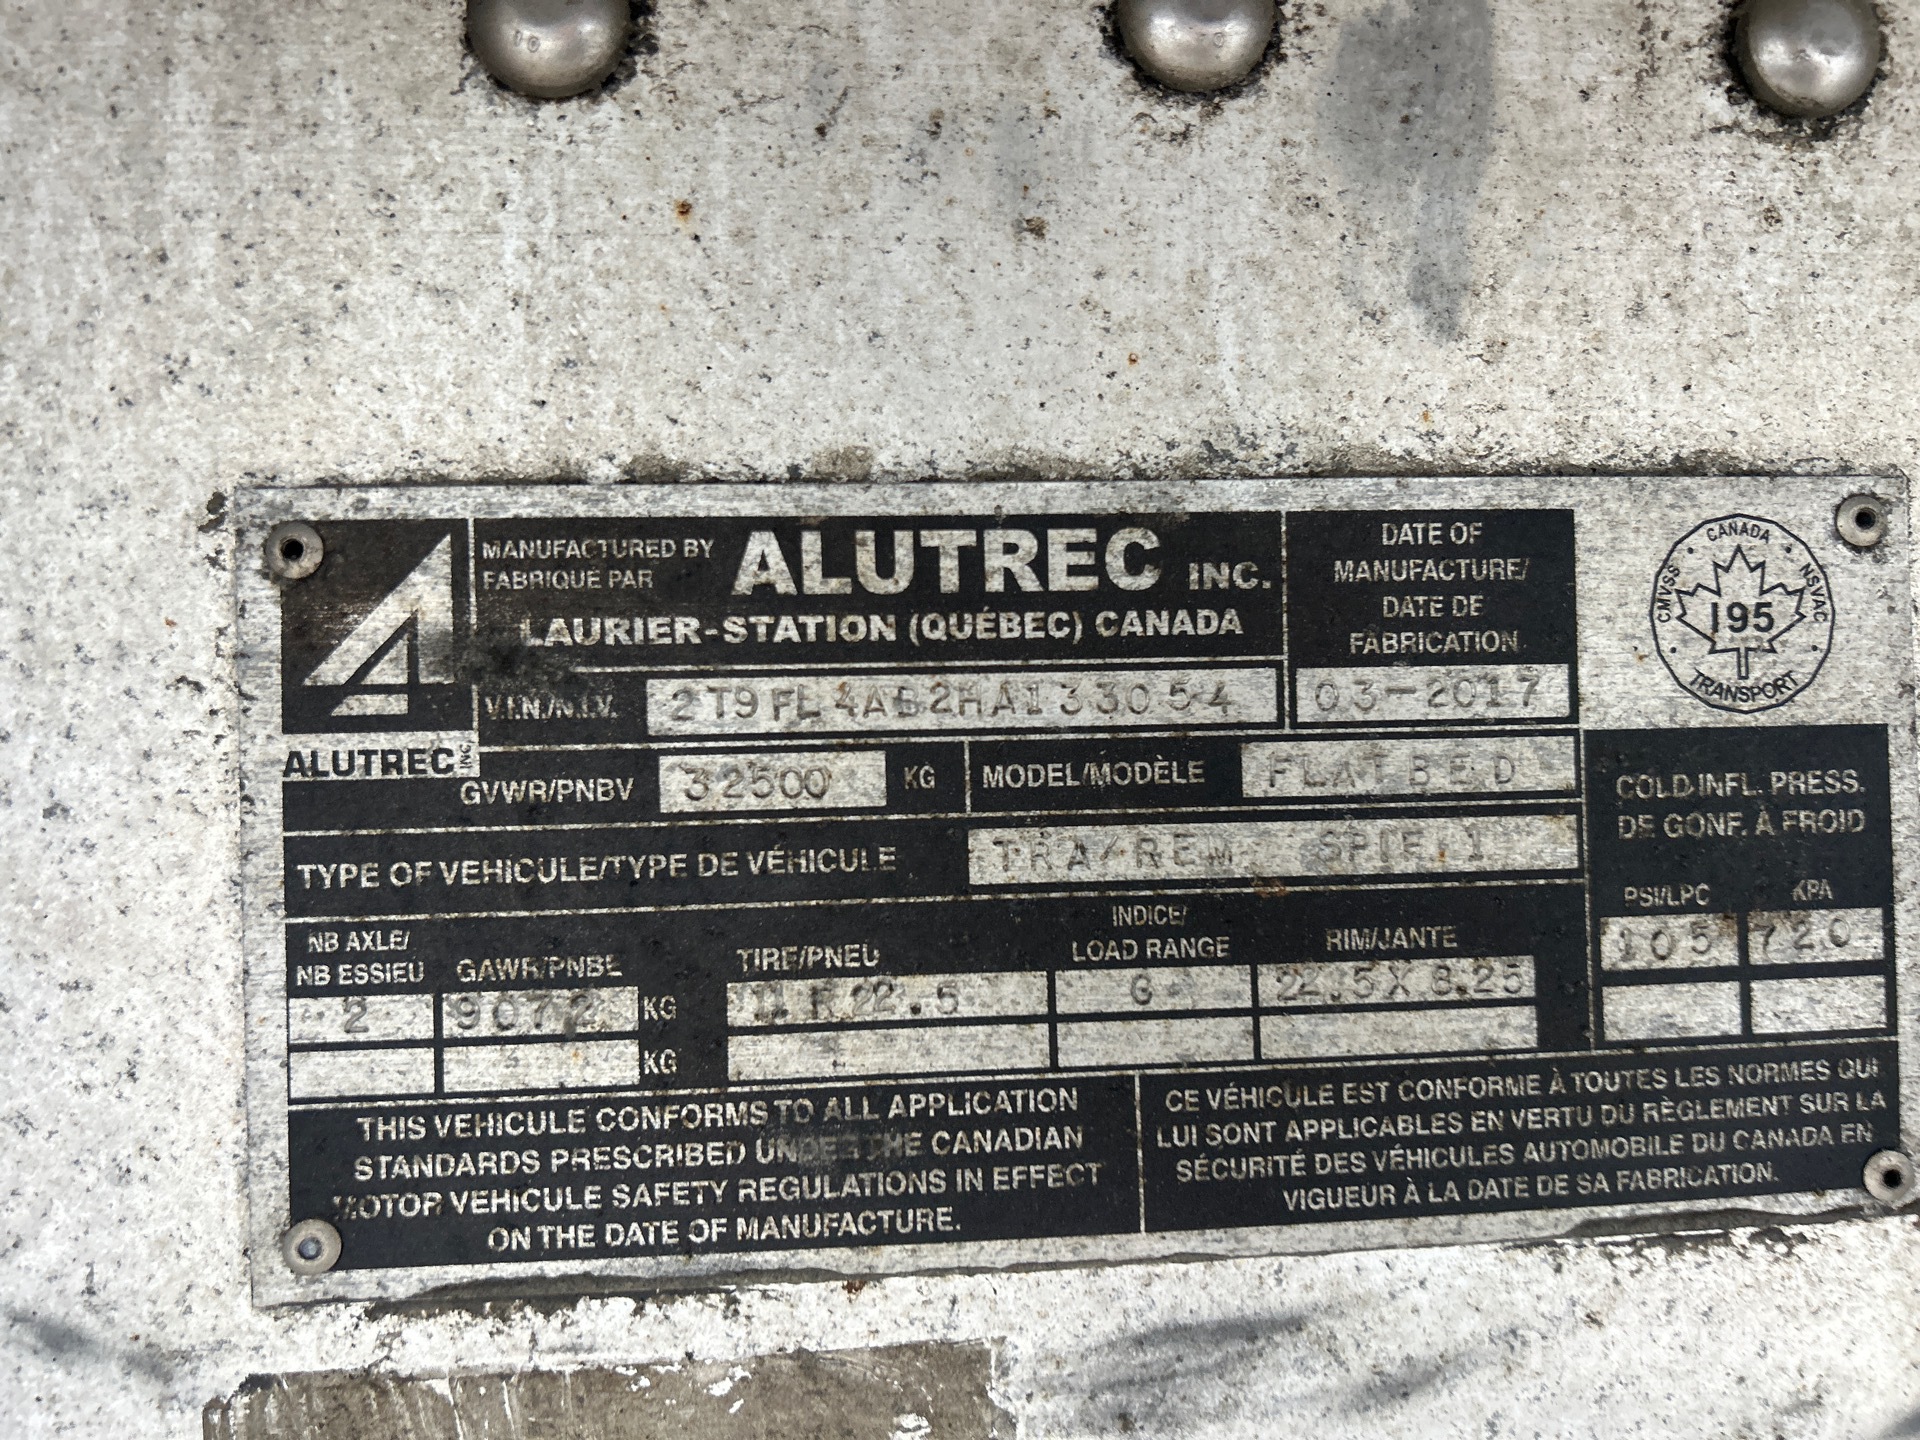 MANUFACTURED BY
FABRIQUÉ PAR
ALUTREC INC.
LAURIER-STATION (QUÉBEC) CANADA
DATE OF
MANUFACTURE/
DATE DE
FABRICATION
03-2017
CANADA
CMVSS • NSVAC
195
TRANSPORT
V.I.N./N.I.V. 2T9FL4AB2HA133054
ALUTREC INC.
GVWR/PNBV 32500 KG
MODEL/MODÈLE FLATBED
TYPE OF VEHICULE/TYPE DE VÉHICULE TRA/REM
COLD.INFL. PRESS.
DE GONF. À FROID
PSI/LPC KPA
105 720
NB AXLE/
NB ESSIEU
GAWR/PNBE
TIRE/PNEU
INDICE/
LOAD RANGE
RIM/JANTE
2 9072 KG 11R22.5 G 22.5X8.25
KG
THIS VEHICULE CONFORMS TO ALL APPLICATION
STANDARDS PRESCRIBED UNDER THE CANADIAN
MOTOR VEHICULE SAFETY REGULATIONS IN EFFECT
ON THE DATE OF MANUFACTURE.
CE VÉHICULE EST CONFORME À TOUTES LES NORMES QUI
LUI SONT APPLICABLES EN VERTU DU RÈGLEMENT SUR LA
SÉCURITÉ DES VÉHICULES AUTOMOBILE DU CANADA EN
VIGUEUR À LA DATE DE SA FABRICATION.